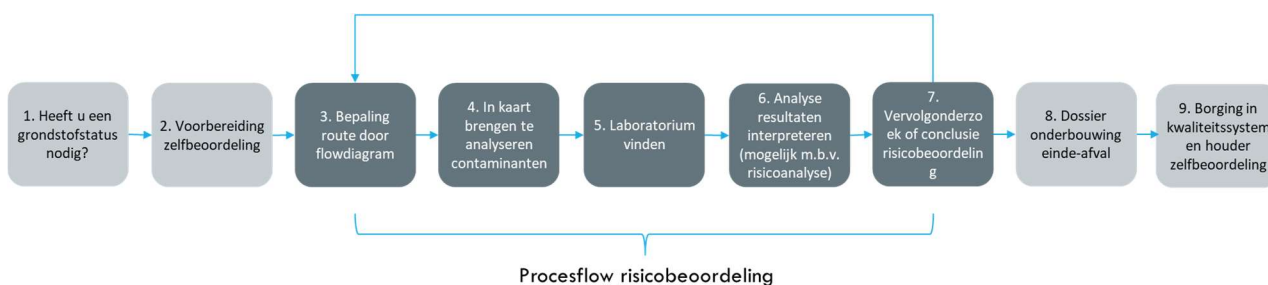 1. Heeft u een
grondstofstatus
nodig?
2. Voorbereiding
zelfbeoordeling
3. Bepaling
route door
flowdiagram
4. In kaart
brengen te
analyseren
contaminanten
5. Laboratorium
vinden
6. Analyse
resultaten
interpreteren
(mogelijk m.b.v.
risicoanalyse)
7.
Vervolgonderzo
ek of conclusie
risicobeoordelin
g
8. Dossier
onderbouwing
einde-afval
9. Borging in
kwaliteitssysteem
en houder
zelfbeoordeling
Procesflow risicobeoordeling